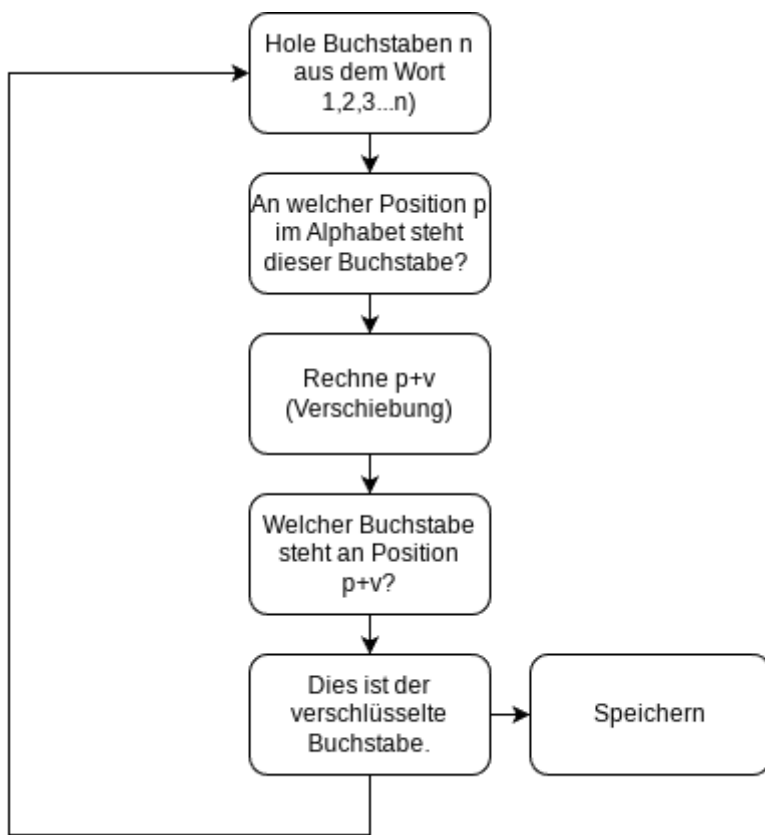 Hole Buchstaben n
aus dem Wort
1,2,3...n)
An welcher Position p
im Alphabet steht
dieser Buchstabe?
Rechne p+v
(Verschiebung)
Welcher Buchstabe
steht an Position
p+v?
Dies ist der
verschlüsselte
Buchstabe.
Speichern